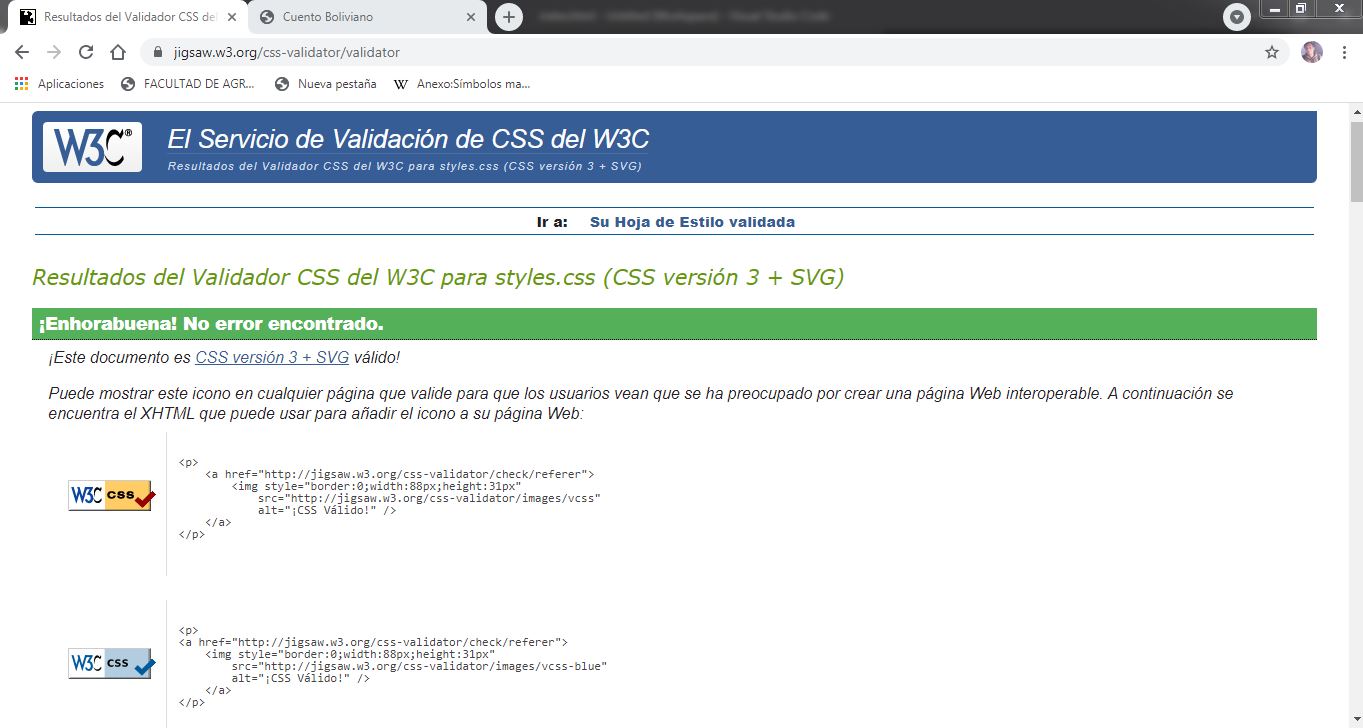 Resultados del Validador CSS del
Cuento Boliviano
index.html - Untitled (Workspace) - Visual Studio Code
jigsaw.w3.org/css-validator/validator
Aplicaciones
FACULTAD DE AGR...
Nueva pestaña
Anexo:Símbolos ma...
W3C®
El Servicio de Validación de CSS del W3C
Resultados del Validador CSS del W3C para styles.css (CSS versión 3 + SVG)
Ir a: Su Hoja de Estilo validada
Resultados del Validador CSS del W3C para styles.css (CSS versión 3 + SVG)
¡Enhorabuena! No error encontrado.
¡Este documento es CSS versión 3 + SVG válido!
Puede mostrar este icono en cualquier página que valide para que los usuarios vean que se ha preocupado por crear una página Web interoperable. A continuación se
encuentra el XHTML que puede usar para añadir el icono a su página Web:
W3C css
<p>
<a href="http://jigsaw.w3.org/css-validator/check/referer">
<img style="border:0;width:88px;height:31px"
src="http://jigsaw.w3.org/css-validator/images/vcss"
alt="¡CSS Válido!" />
</a>
</p>
W3C css
<p>
<a href="http://jigsaw.w3.org/css-validator/check/referer">
<img style="border:0;width:88px;height:31px"
src="http://jigsaw.w3.org/css-validator/images/vcss-blue"
alt="¡CSS Válido!" />
</a>
</p>